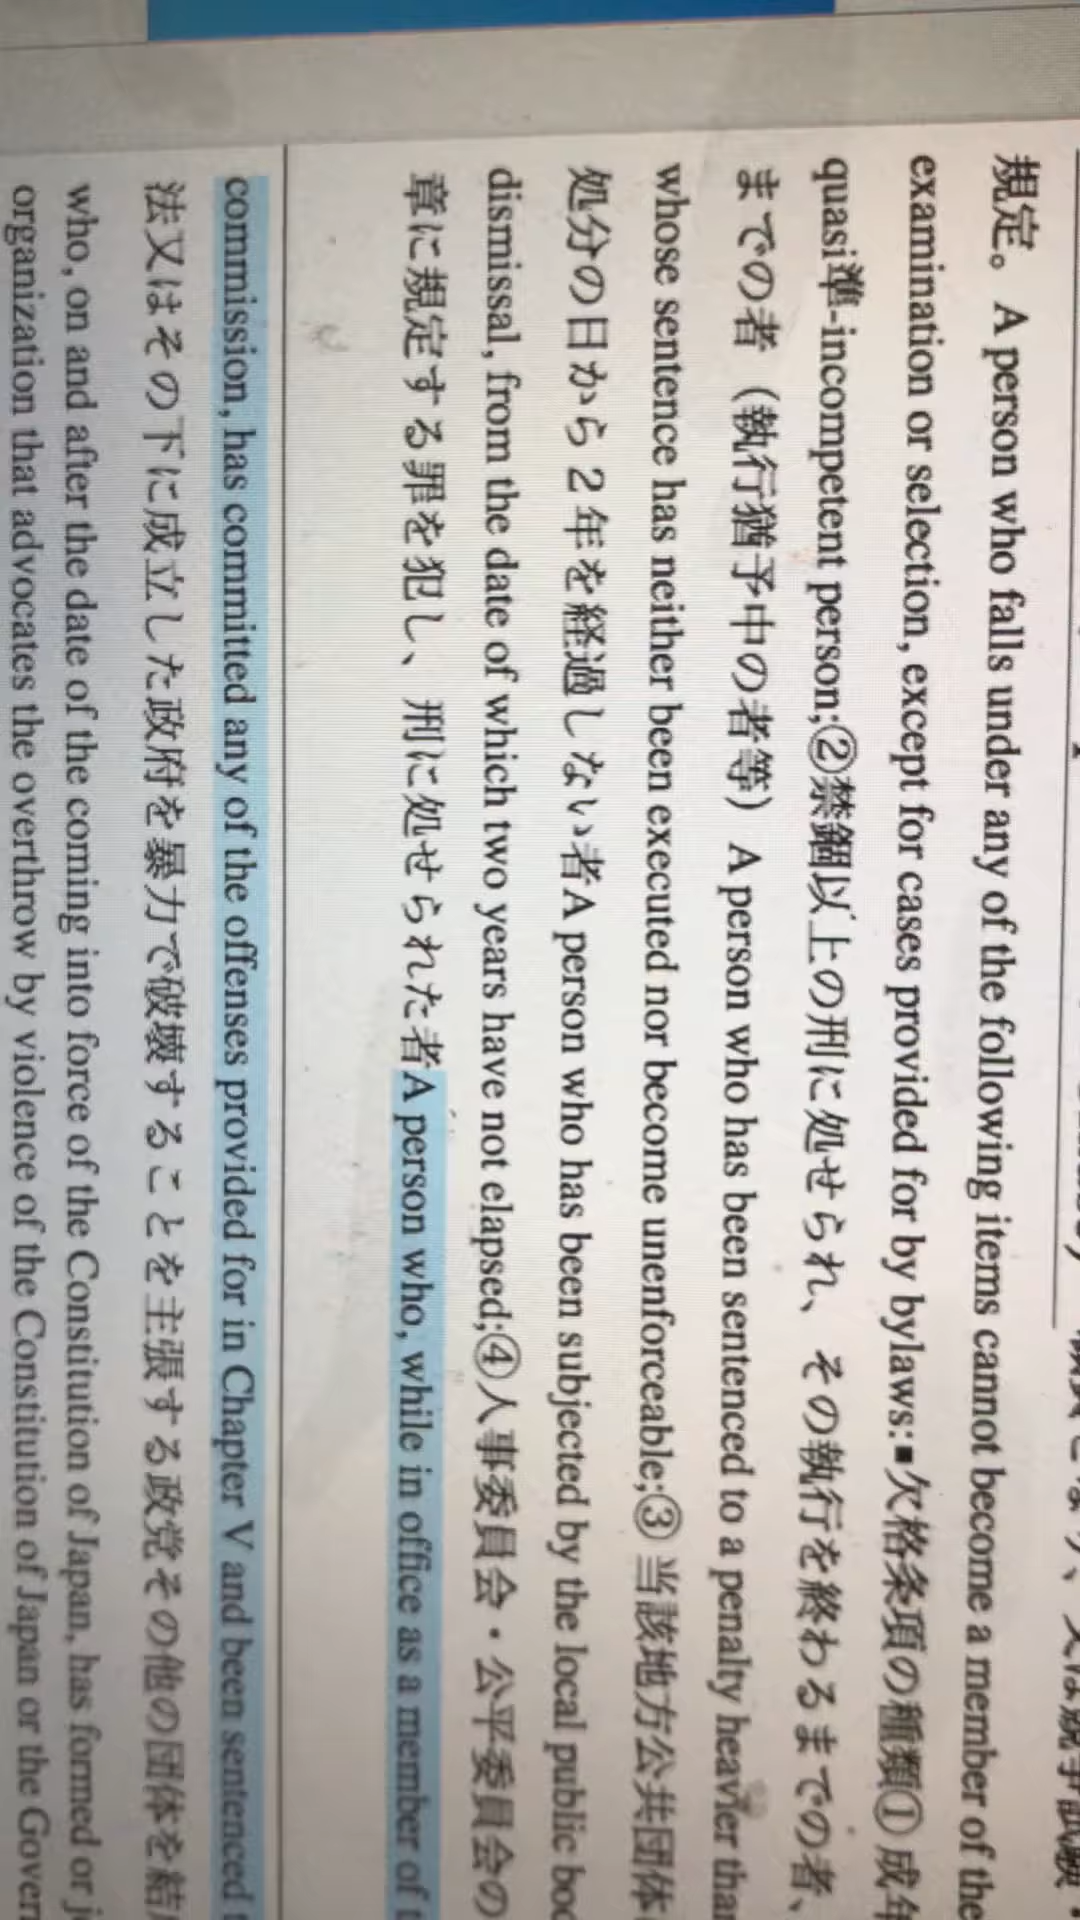 規定。 A person who falls under any of the following items cannot become a member of the
examination or selection, except for cases provided for by bylaws:■欠格条項の種類① 成年
quasi準-incompetent person;②禁錮以上の刑に処せられ、その執行を終わるまでの者、
までの者（執行猶予中の者等） A person who has been sentenced to a penalty heavier than
whose sentence has neither been executed nor become unenforceable;③ 当該地方公共団体
処分の日から２年を経過しない者A person who has been subjected by the local public
dismissal, from the date of which two years have not elapsed;④人事委員会・公平委員会の
章に規定する罪を犯し、刑に処せられた者A person who, while in office as a member of
commission, has committed any of the offenses provided for in Chapter V and been sentenced
法又はその下に成立した政府を暴力で破壊することを主張する政党その他の団体を結
who, on and after the date of the coming into force of the Constitution of Japan, has formed or
organization that advocates the overthrow by violence of the Constitution of Japan or the